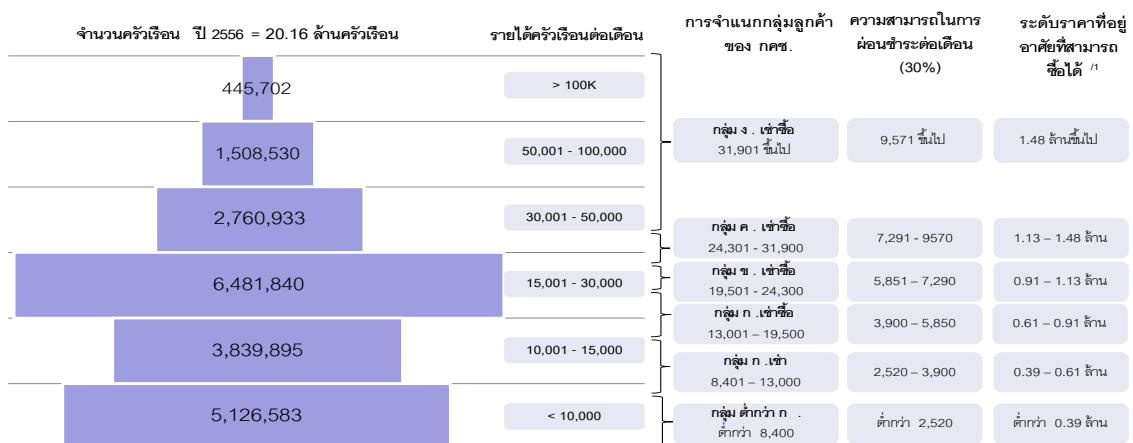 จำนวนครัวเรือน ปี 2556 = 20.16 ล้านครัวเรือน
รายได้ครัวเรือนต่อเดือน
การจำแนกกลุ่มลูกค้า
ของ กคช.
ความสามารถในการ
ผ่อนชำระต่อเดือน
(30%)
ระดับราคาที่อยู่
อาศัยที่สามารถ
ซื้อได้ /1
445,702
> 100K
1,508,530
50,001 - 100,000
กลุ่ม ง . เช่าซื้อ
31,901 ขึ้นไป
9,571 ขึ้นไป
1.48 ล้านขึ้นไป
2,760,933
30,001 - 50,000
กลุ่ม ค . เช่าซื้อ
24,301 - 31,900
7,291 - 9570
1.13 – 1.48 ล้าน
6,481,840
15,001 - 30,000
กลุ่ม ข . เช่าซื้อ
19,501 - 24,300
5,851 – 7,290
0.91 – 1.13 ล้าน
กลุ่ม ก .เช่าซื้อ
13,001 – 19,500
3,900 – 5,850
0.61 – 0.91 ล้าน
3,839,895
10,001 - 15,000
กลุ่ม ก .เช่า
8,401 – 13,000
2,520 – 3,900
0.39 – 0.61 ล้าน
5,126,583
< 10,000
กลุ่ม ต่ำกว่า ก .
ต่ำกว่า 8,400
ต่ำกว่า 2,520
ต่ำกว่า 0.39 ล้าน